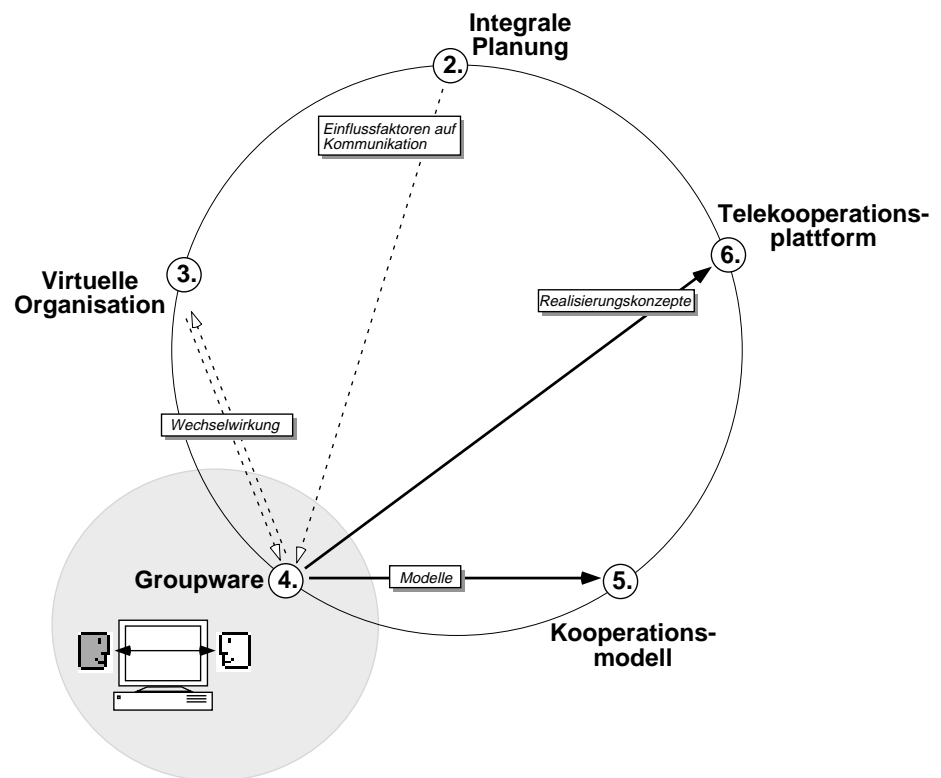 Integrale
Planung
2.
Einflussfaktoren auf
Kommunikation
Telekooperations-
plattform
6.
3.
Virtuelle
Organisation
Realisierungskonzepte
Wechselwirkung
Groupware
4.
Modelle
5.
Kooperations-
modell